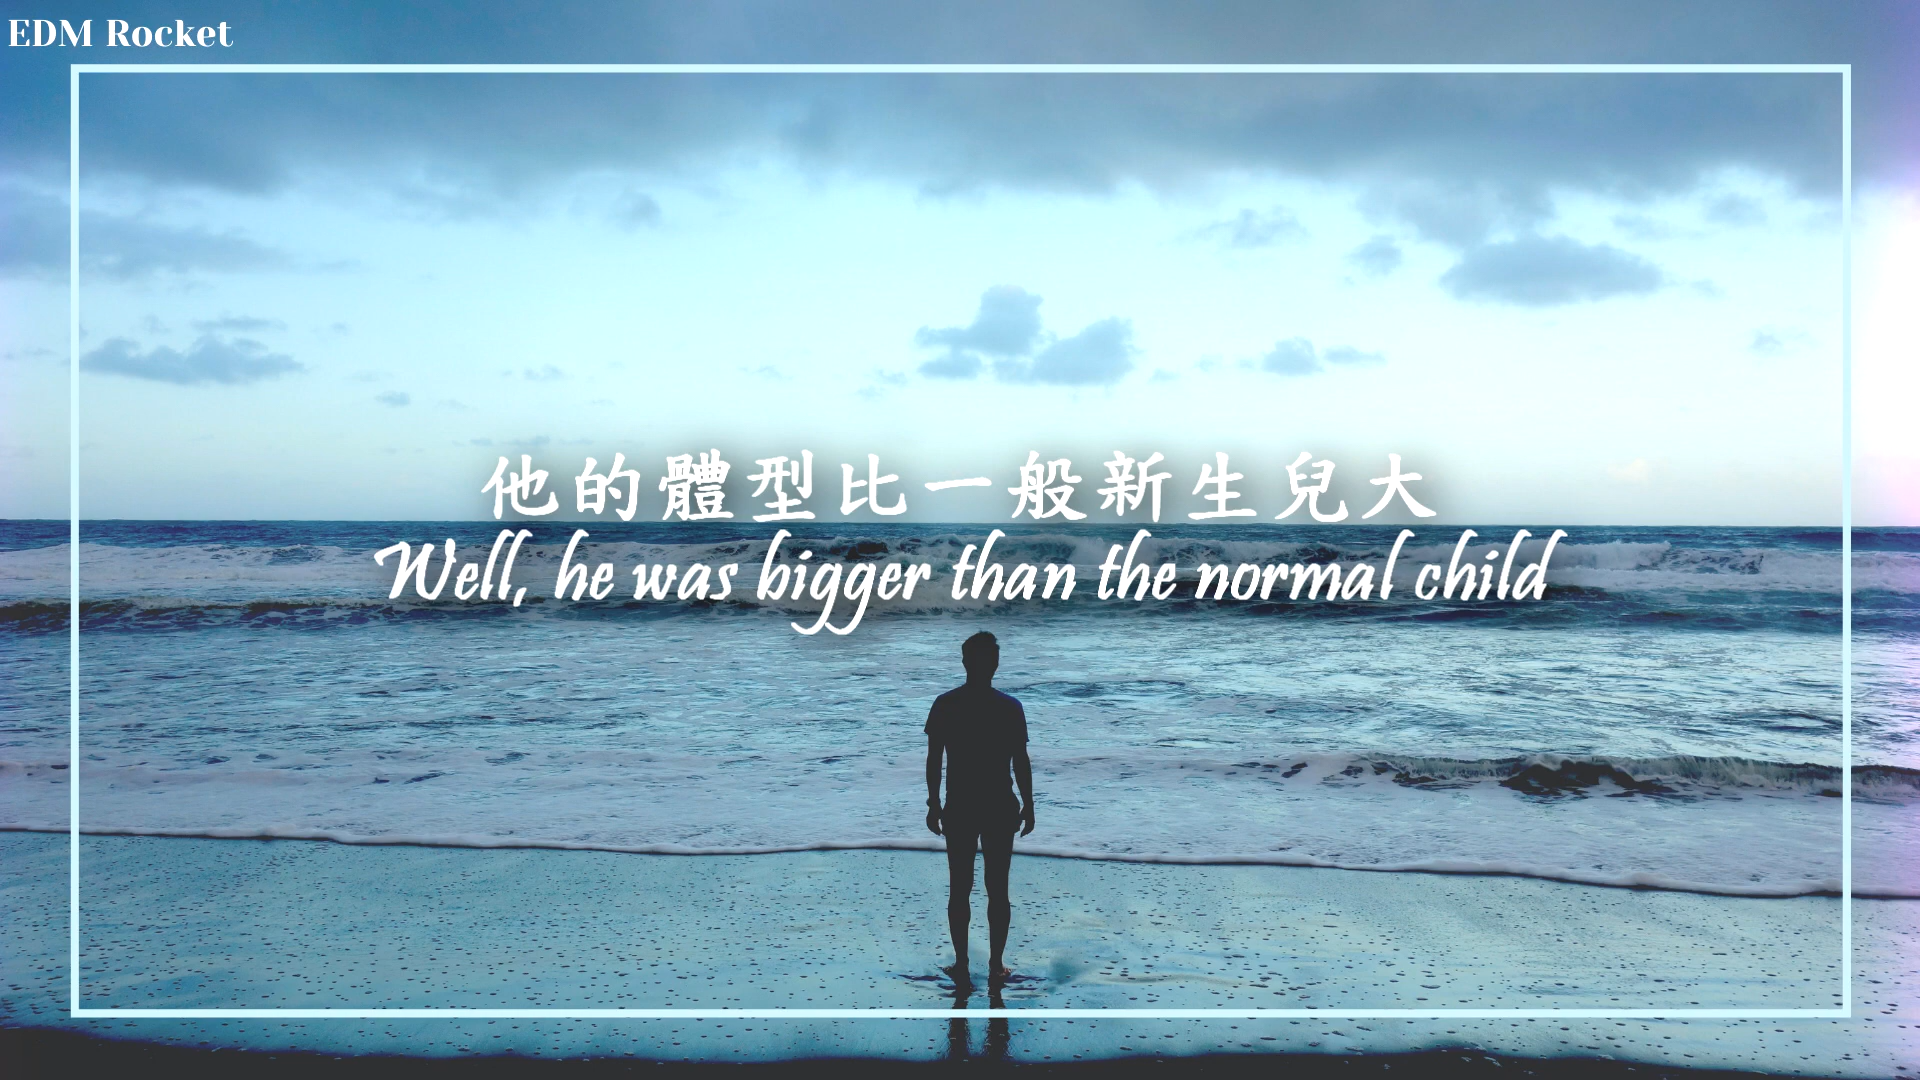 EDM Rocket
他的體型比一般新生兒大
Well, he was bigger than the normal child